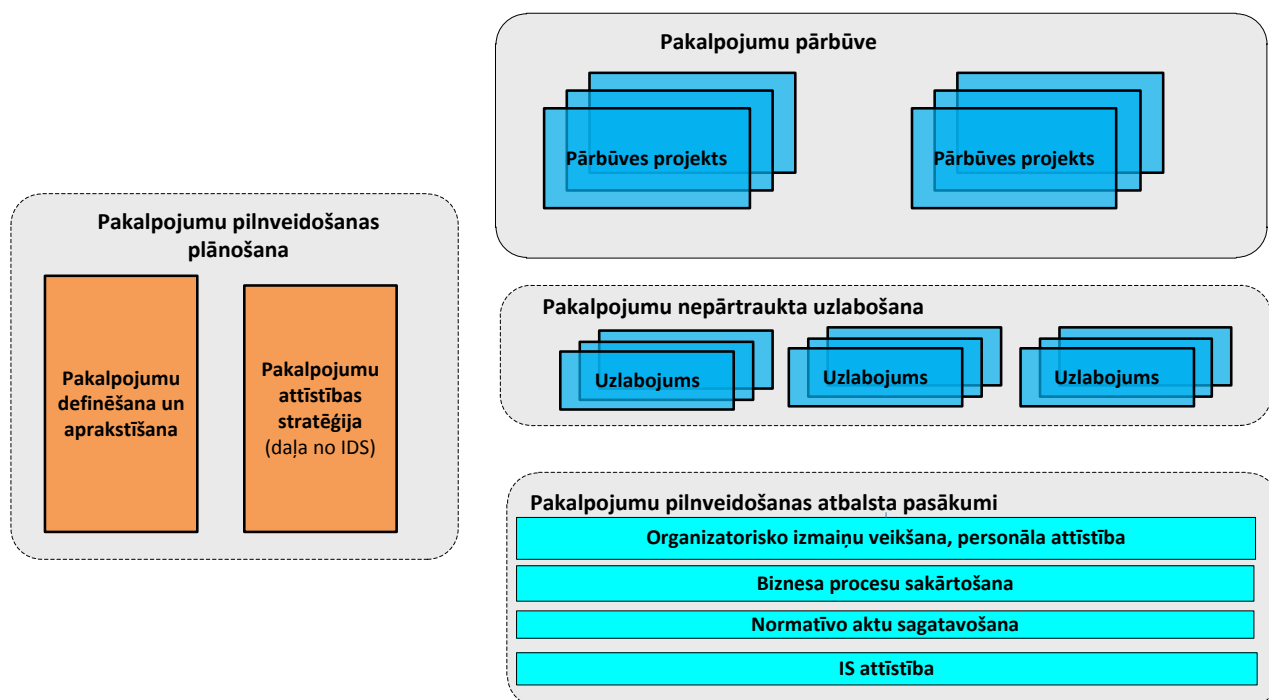 Pakalpojumu pilnveidošanas
plānošana
Pakalpojumu
definēšana un
aprakstīšana
Pakalpojumu
attīstības
stratēģija
(daļa no IDS)
Pakalpojumu pārbūve
Pārbūves projekts
Pārbūves projekts
Pakalpojumu nepārtraukta uzlabošana
Uzlabojums
Uzlabojums
Uzlabojums
Pakalpojumu pilnveidošanas atbalsta pasākumi
Organizatorisko izmaiņu veikšana, personāla attīstība
Biznesa procesu sakārtošana
Normatīvo aktu sagatavošana
IS attīstība